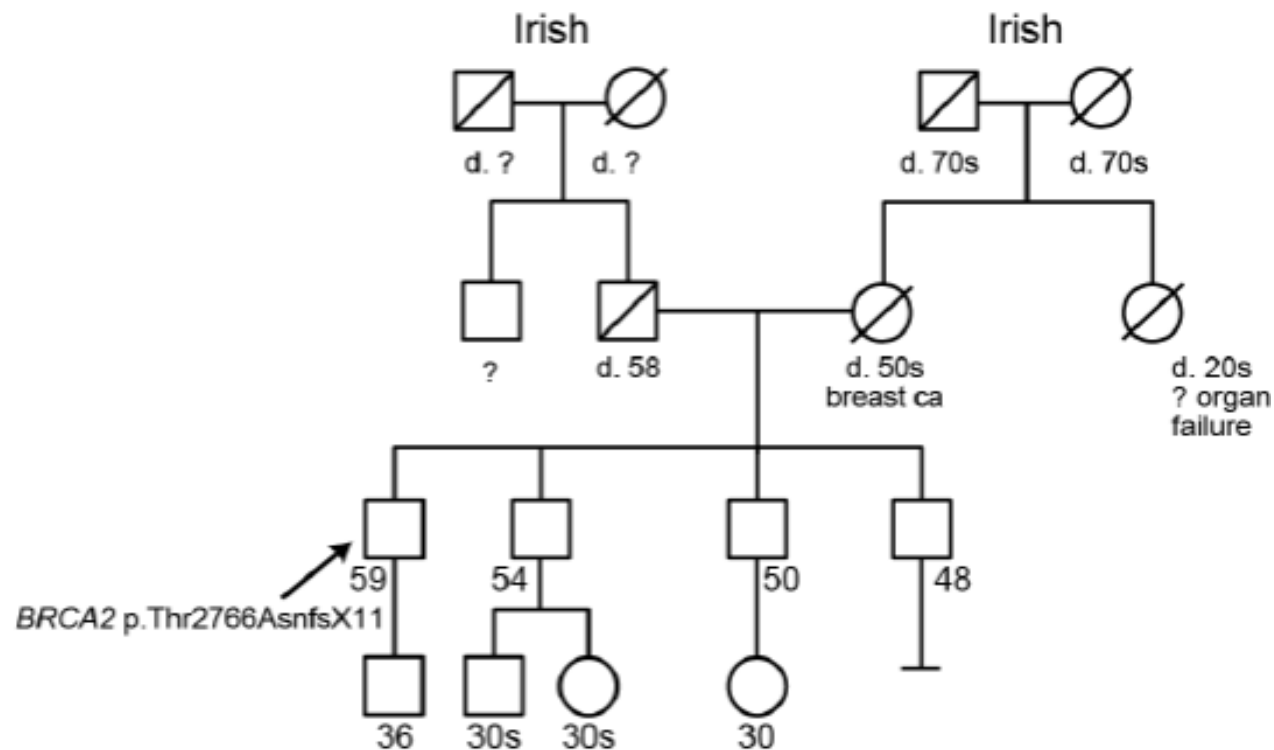 Irish Irish
d. ? d. ? d. 70s d. 70s
? d. 58 d. 50s d. 20s
breast ca ? organ
failure
59 54 50 48
BRCA2 p.Thr2766AsnfsX11
36 30s 30s 30